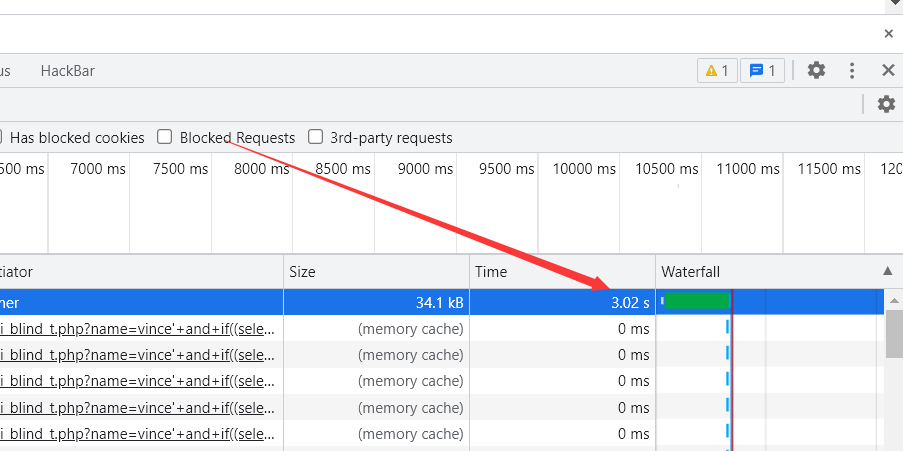 us HackBar 1 1
Has blocked cookies Blocked Requests 3rd-party requests
500 ms 7000 ms 7500 ms 8000 ms 8500 ms 9000 ms 9500 ms 10000 ms 10500 ms 11000 ms 11500 ms 120
tiator Size Time Waterfall
ner 34.1 kB 3.02 s
i_blind_t.php?name=vince'+and+if((sele... (memory cache) 0 ms
i_blind_t.php?name=vince'+and+if((sele... (memory cache) 0 ms
i_blind_t.php?name=vince'+and+if((sele... (memory cache) 0 ms
i_blind_t.php?name=vince'+and+if((sele... (memory cache) 0 ms
i_blind_t.php?name=vince'+and+if((sele... (memory cache) 0 ms